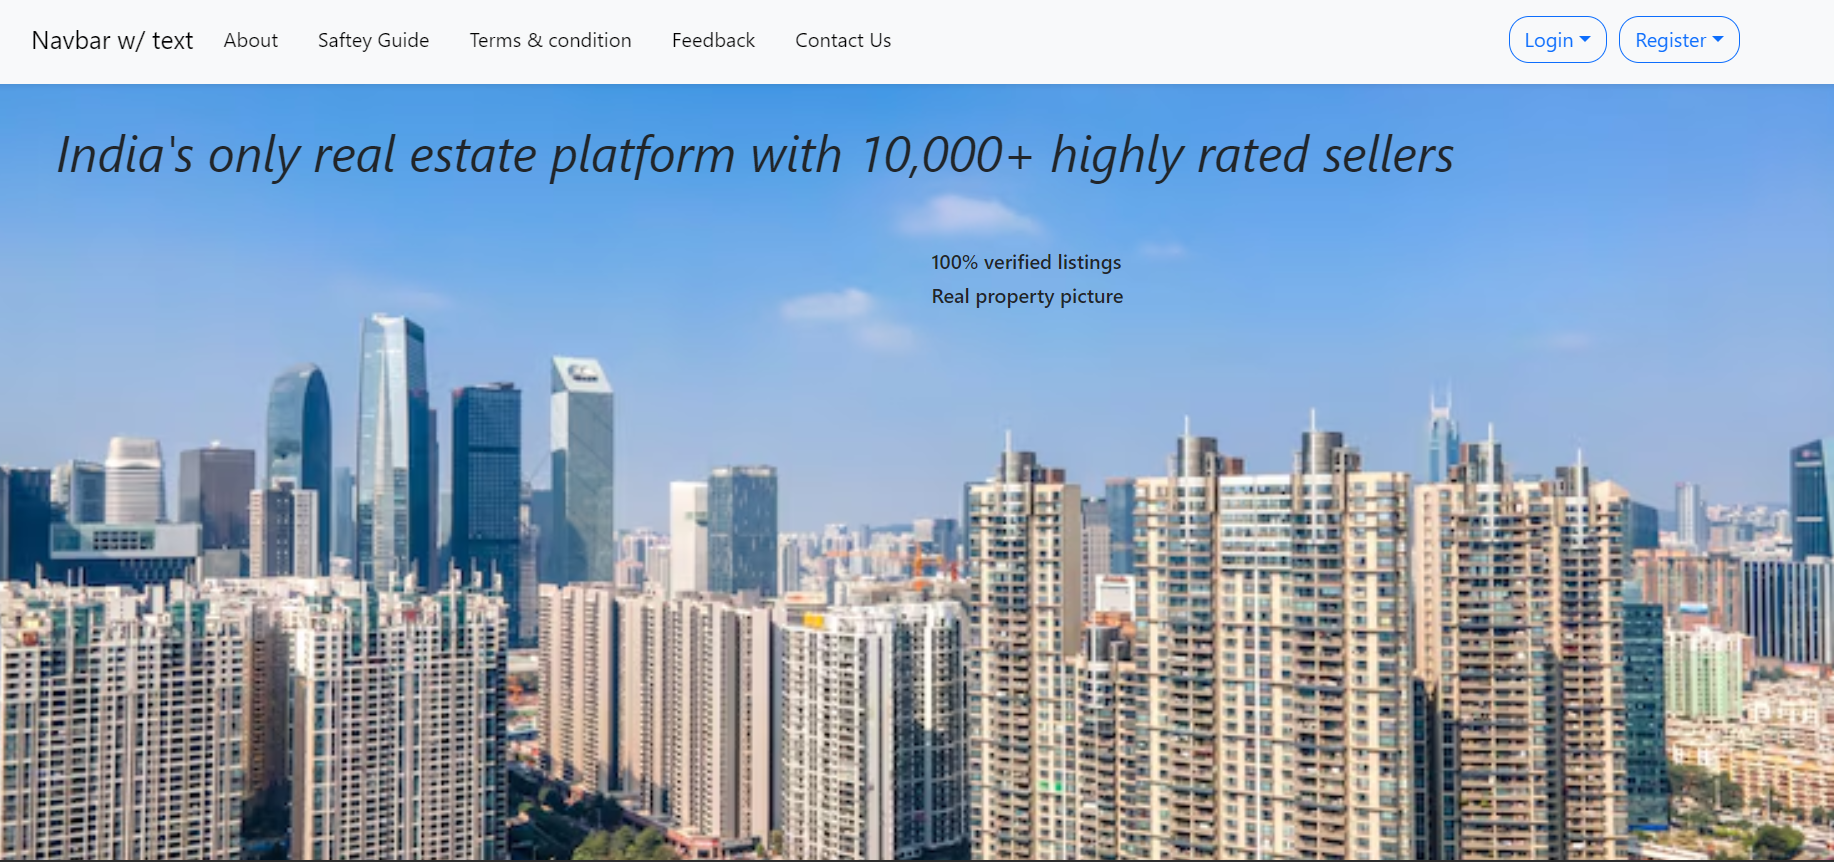 Navbar w/ text About Saftey Guide Terms & condition Feedback Contact Us Login Register
India's only real estate platform with 10,000+ highly rated sellers
100% verified listings
Real property picture